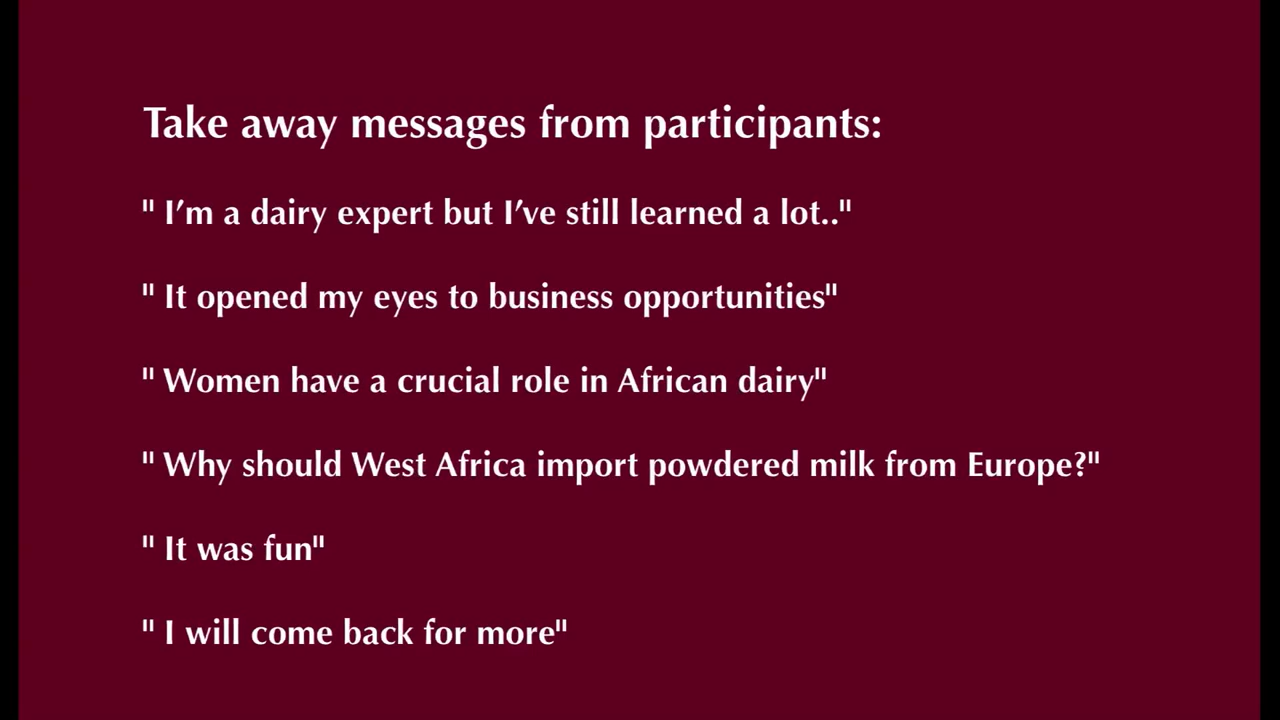 Take away messages from participants:
" I’m a dairy expert but I’ve still learned a lot.."
" It opened my eyes to business opportunities"
" Women have a crucial role in African dairy"
" Why should West Africa import powdered milk from Europe?"
" It was fun"
" I will come back for more"